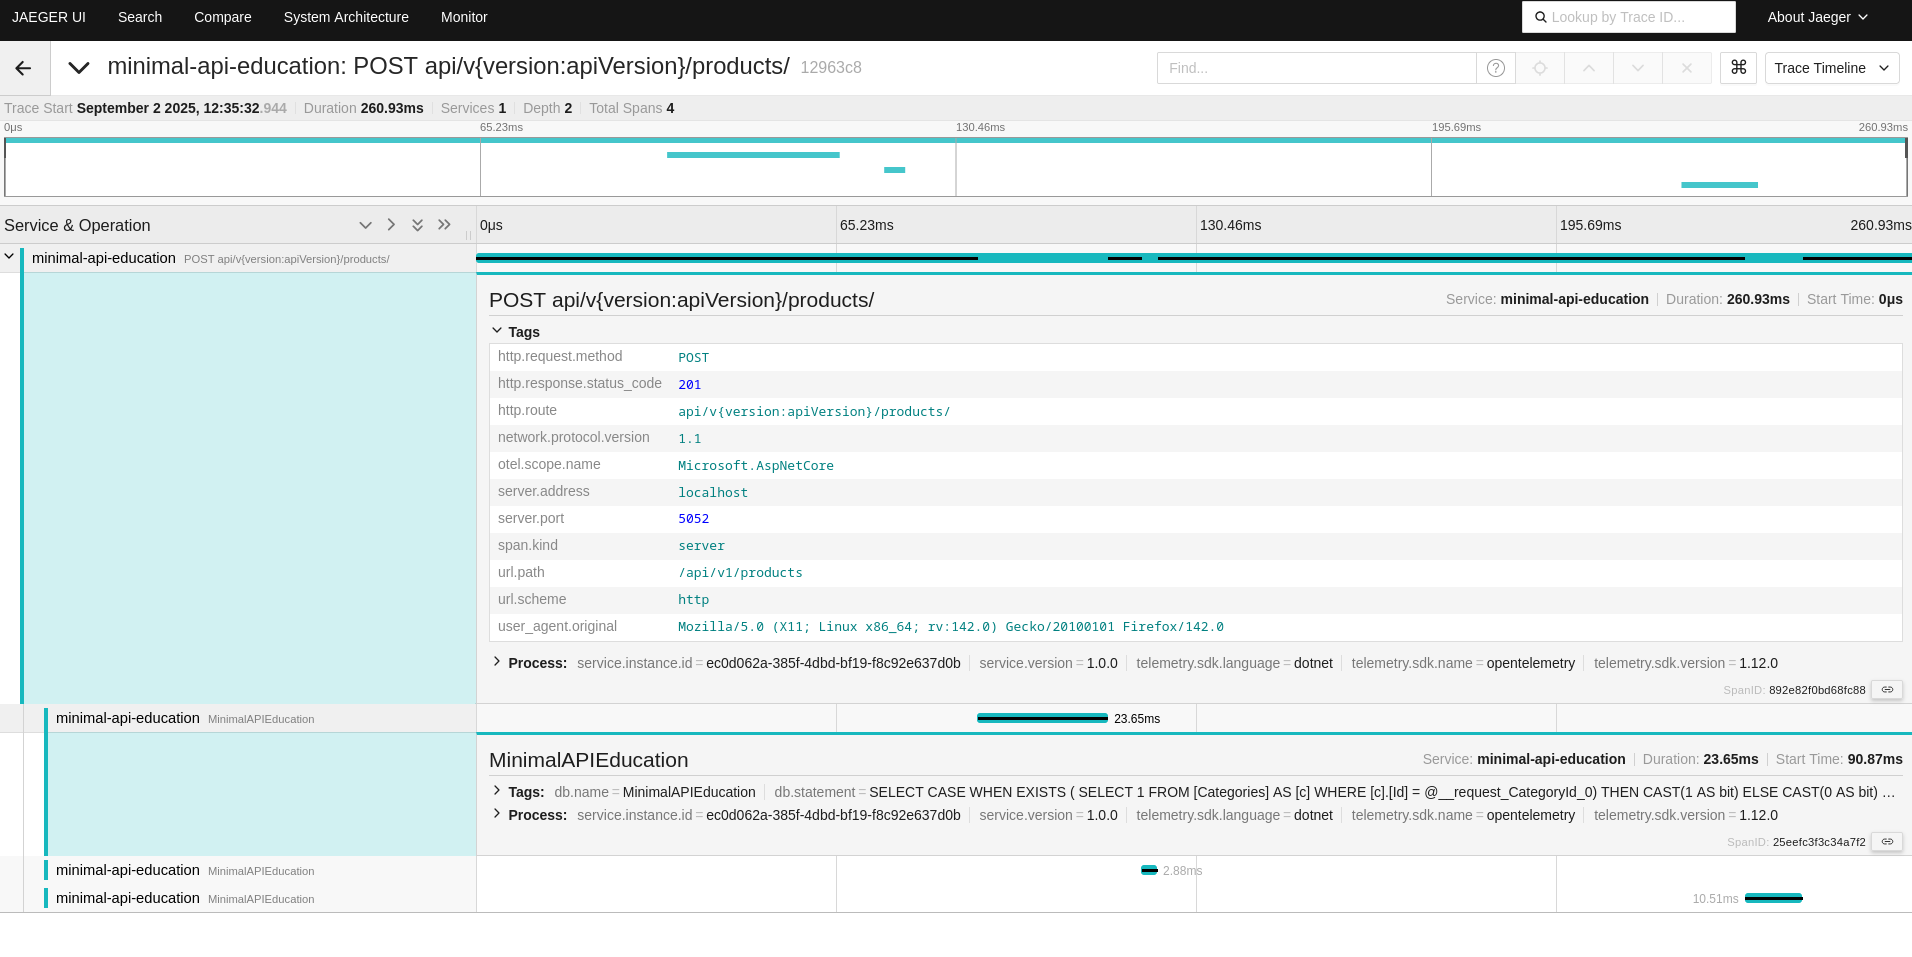 JAEGER UI Search Compare System Architecture Monitor Lookup by Trace ID... About Jaeger
minimal-api-education: POST api/v{version:apiVersion}/products/ 12963c8 Find... ? ⌘ Trace Timeline
Trace Start September 2 2025, 12:35:32.944 Duration 260.93ms Services 1 Depth 2 Total Spans 4
0μs 65.23ms 130.46ms 195.69ms 260.93ms
Service & Operation 0μs 65.23ms 130.46ms 195.69ms 260.93ms
minimal-api-education POST api/v{version:apiVersion}/products/
POST api/v{version:apiVersion}/products/ Service: minimal-api-education Duration: 260.93ms Start Time: 0μs
Tags
http.request.method POST
http.response.status_code 201
http.route api/v{version:apiVersion}/products/
network.protocol.version 1.1
otel.scope.name Microsoft.AspNetCore
server.address localhost
server.port 5052
span.kind server
url.path /api/v1/products
url.scheme http
user_agent.original Mozilla/5.0 (X11; Linux x86_64; rv:142.0) Gecko/20100101 Firefox/142.0
Process: service.instance.id = ec0d062a-385f-4dbd-bf19-f8c92e637d0b service.version = 1.0.0 telemetry.sdk.language = dotnet telemetry.sdk.name = opentelemetry telemetry.sdk.version = 1.12.0
SpanID: 892e82f0bd68fc88
minimal-api-education MinimalAPIEducation 23.65ms
MinimalAPIEducation Service: minimal-api-education Duration: 23.65ms Start Time: 90.87ms
Tags: db.name = MinimalAPIEducation db.statement = SELECT CASE WHEN EXISTS ( SELECT 1 FROM [Categories] AS [c] WHERE [c].[Id] = @__request_CategoryId_0) THEN CAST(1 AS bit) ELSE CAST(0 AS bit) ...
Process: service.instance.id = ec0d062a-385f-4dbd-bf19-f8c92e637d0b service.version = 1.0.0 telemetry.sdk.language = dotnet telemetry.sdk.name = opentelemetry telemetry.sdk.version = 1.12.0
SpanID: 25eefc3f3c34a7f2
minimal-api-education MinimalAPIEducation 2.88ms
minimal-api-education MinimalAPIEducation 10.51ms